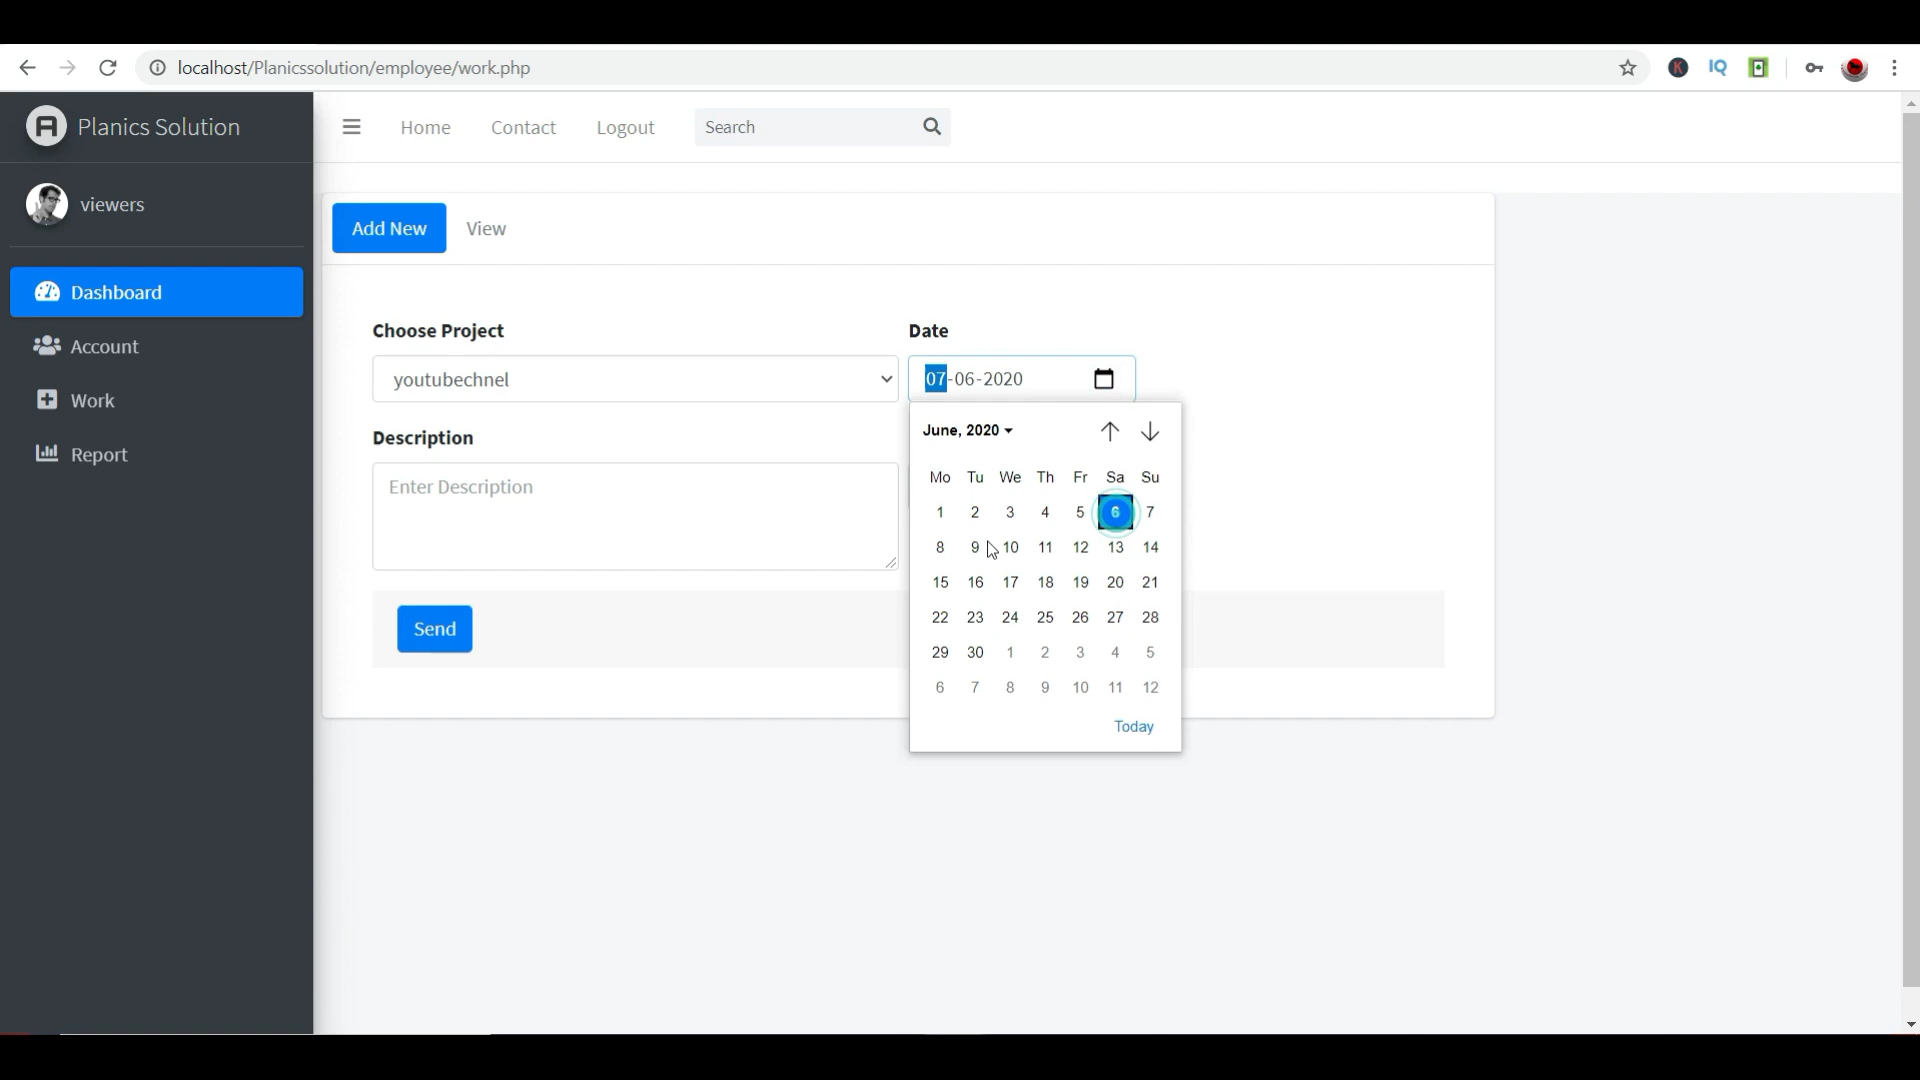 localhost/Planicssolution/employee/work.php
IQ
Planics Solution
Home Contact Logout Search
viewers
Add New View
Dashboard
Account
Work
Report
Choose Project
youtubechnel
Date
07-06-2020
June, 2020
Mo Tu We Th Fr Sa Su
1 2 3 4 5 6 7
8 9 10 11 12 13 14
15 16 17 18 19 20 21
22 23 24 25 26 27 28
29 30 1 2 3 4 5
6 7 8 9 10 11 12
Today
Description
Enter Description
Send